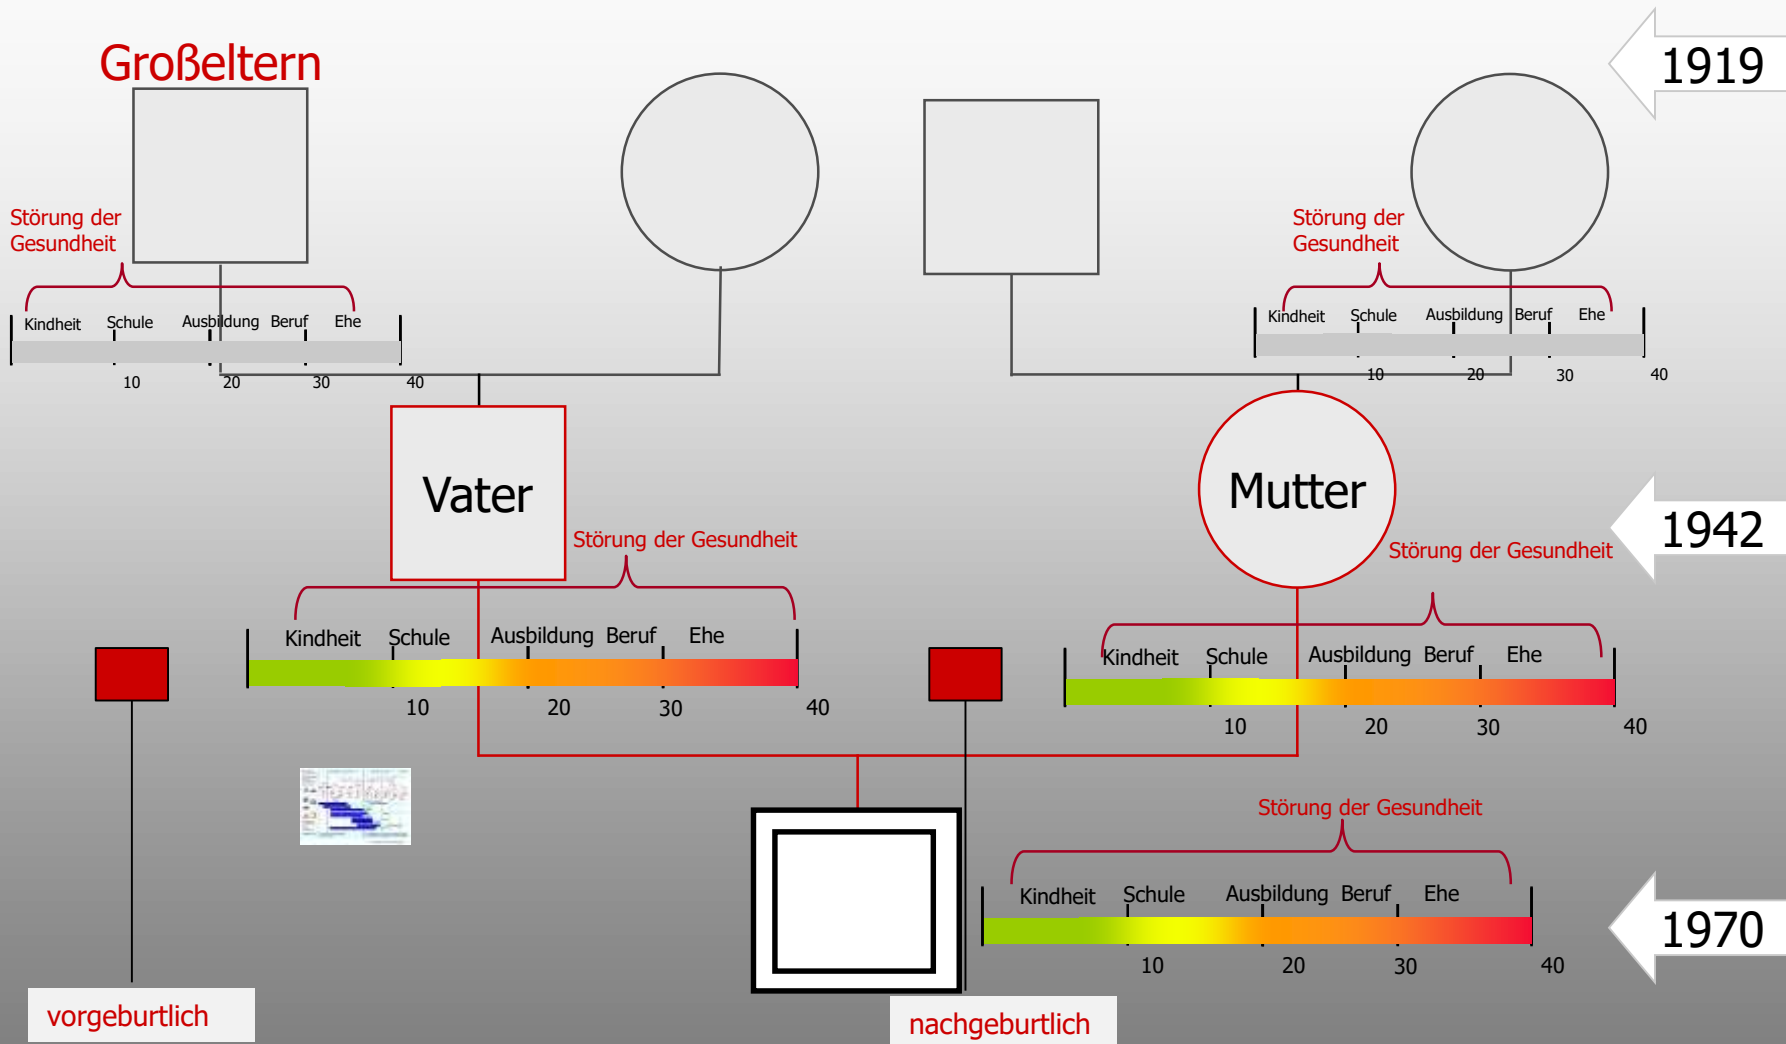 Großeltern
1919
Störung der
Gesundheit
Kindheit Schule Ausbildung Beruf Ehe
10 20 30 40
Störung der
Gesundheit
Kindheit Schule Ausbildung Beruf Ehe
10 20 30 40
Vater
Störung der Gesundheit
Kindheit Schule Ausbildung Beruf Ehe
10 20 30 40
Mutter
Störung der Gesundheit
Kindheit Schule Ausbildung Beruf Ehe
10 20 30 40
1942
Störung der Gesundheit
Kindheit Schule Ausbildung Beruf Ehe
10 20 30 40
1970
vorgeburtlich
nachgeburtlich